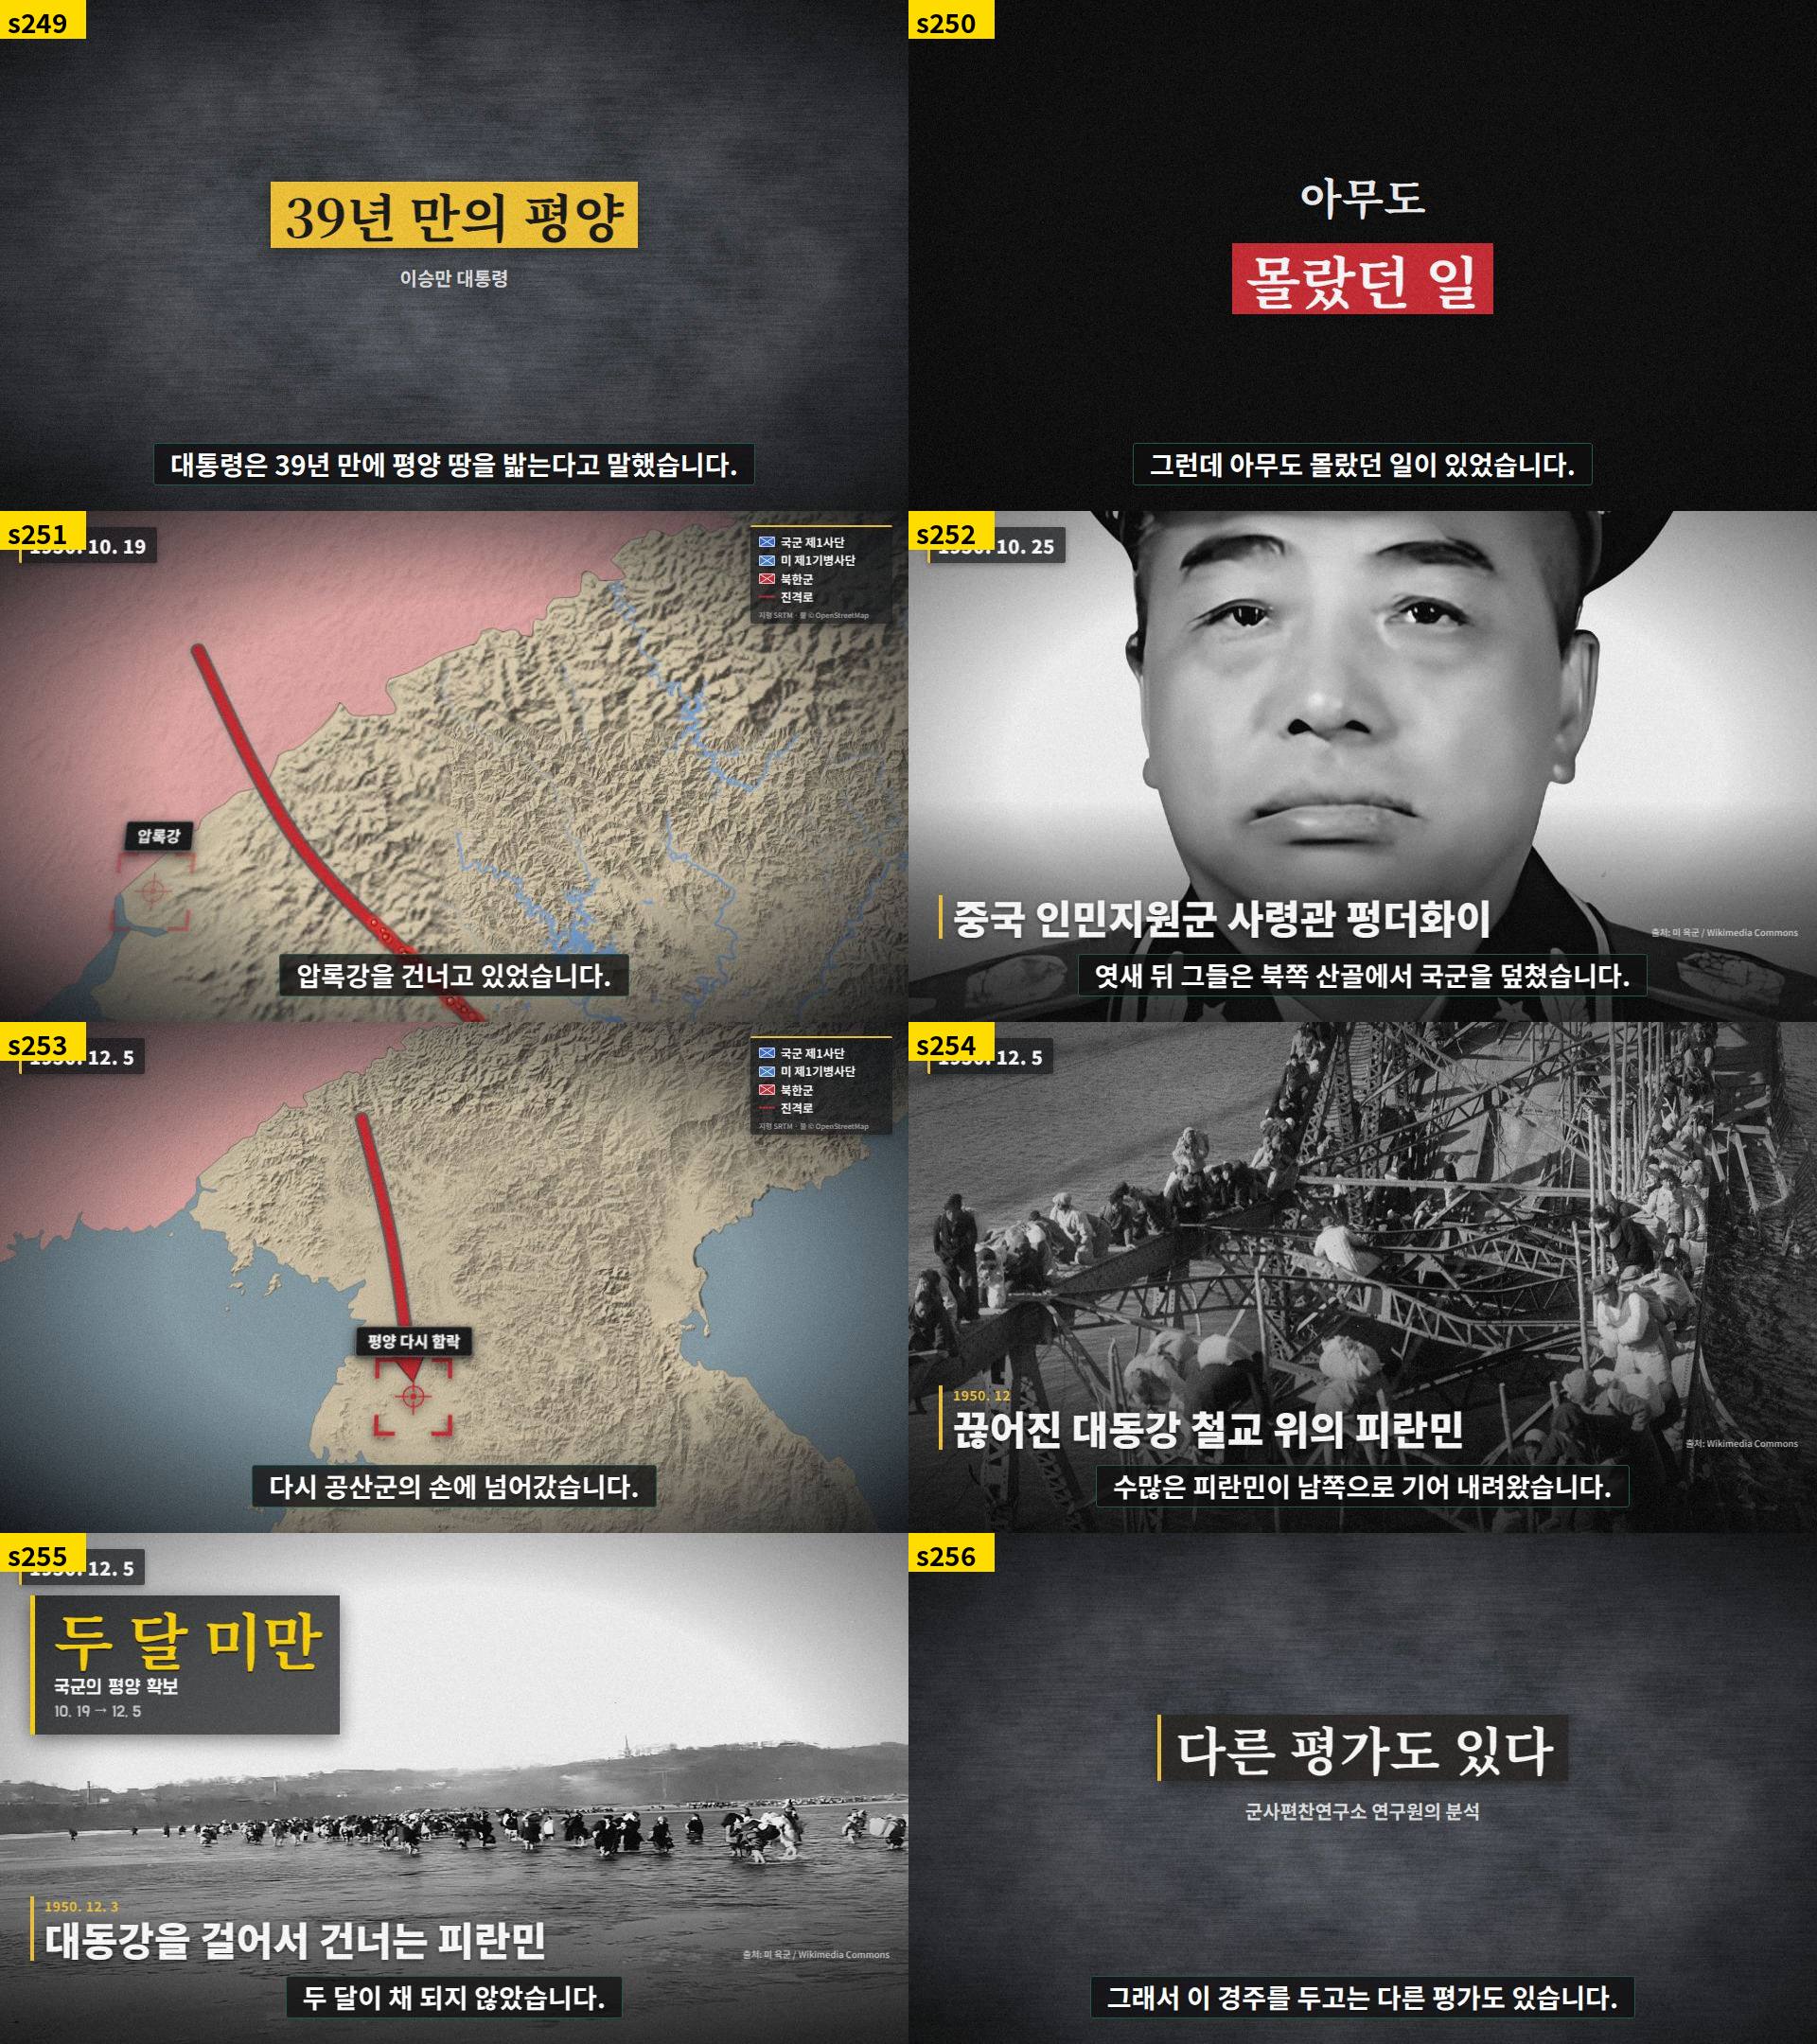 s249
39년 만의 평양
이승만 대통령
대통령은 39년 만에 평양 땅을 밟는다고 말했습니다.
s250
아무도
몰랐던 일
그런데 아무도 몰랐던 일이 있었습니다.
s251
10. 19
국군 제1사단
미 제1기병사단
북한군
진격로
지형 SRTM · 물 © OpenStreetMap
압록강
압록강을 건너고 있었습니다.
s252
10. 25
중국 인민지원군 사령관 펑더화이
출처: 미 육군 / Wikimedia Commons
엿새 뒤 그들은 북쪽 산골에서 국군을 덮쳤습니다.
s253
12. 5
국군 제1사단
미 제1기병사단
북한군
진격로
지형 SRTM · 물 © OpenStreetMap
평양 다시 함락
다시 공산군의 손에 넘어갔습니다.
s254
12. 5
1950. 12
끊어진 대동강 철교 위의 피란민
출처: Wikimedia Commons
수많은 피란민이 남쪽으로 기어 내려왔습니다.
s255
12. 5
두 달 미만
국군의 평양 확보
10. 19 → 12. 5
1950. 12. 3
대동강을 걸어서 건너는 피란민
출처: 미 육군 / Wikimedia Commons
두 달이 채 되지 않았습니다.
s256
다른 평가도 있다
군사편찬연구소 연구원의 분석
그래서 이 경주를 두고는 다른 평가도 있습니다.